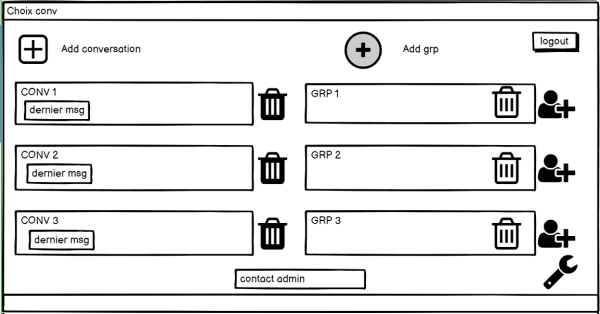 Choix conv
Add conversation
Add grp
logout
CONV 1
dernier msg
GRP 1
CONV 2
dernier msg
GRP 2
CONV 3
dernier msg
GRP 3
contact admin